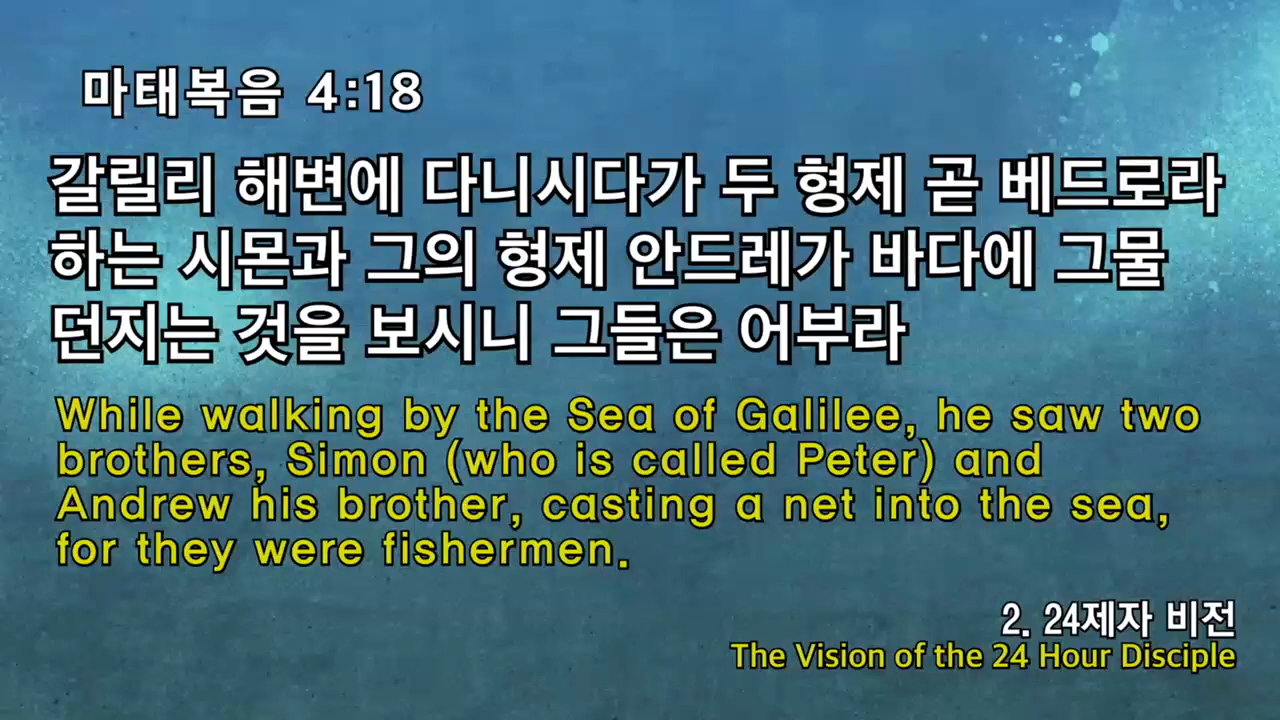 마태복음 4:18
갈릴리 해변에 다니시다가 두 형제 곧 베드로라
하는 시몬과 그의 형제 안드레가 바다에 그물
던지는 것을 보시니 그들은 어부라
While walking by the Sea of Galilee, he saw two
brothers, Simon (who is called Peter) and
Andrew his brother, casting a net into the sea,
for they were fishermen.
2. 24제자 비전
The Vision of the 24 Hour Disciple